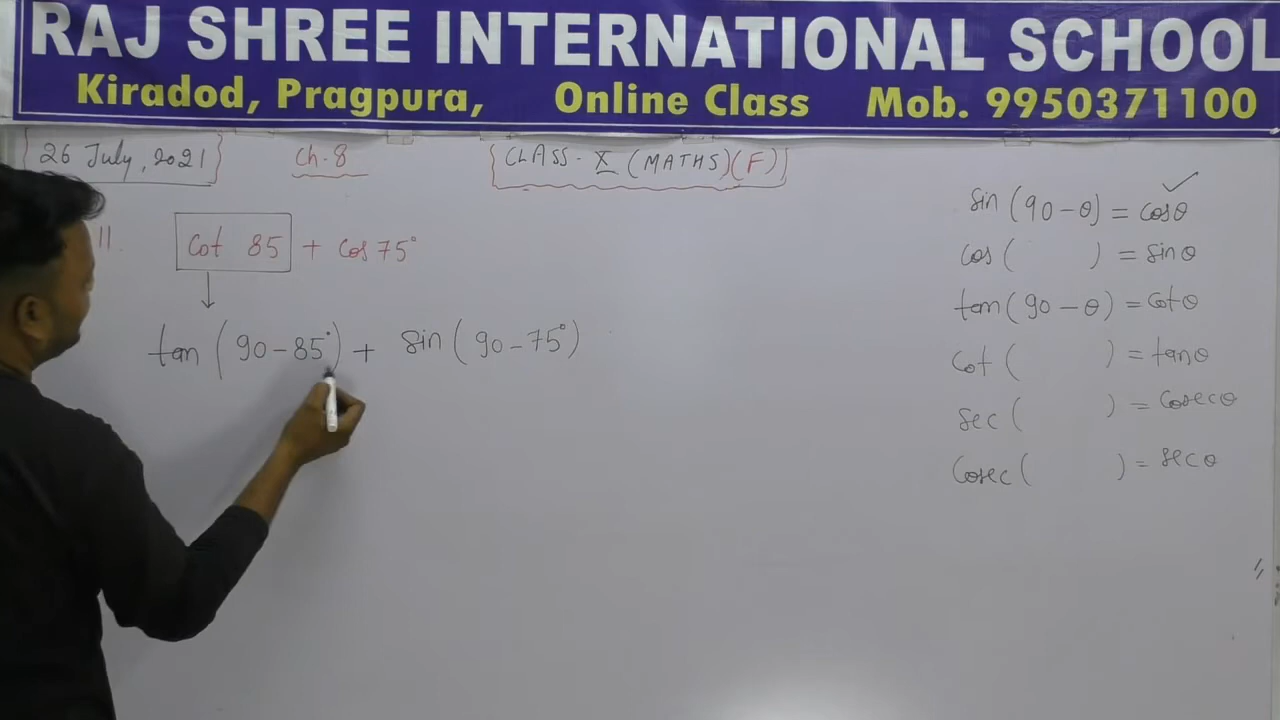 RAJ SHREE INTERNATIONAL SCHOOL
Kiradod, Pragpura, Online Class Mob. 9950371100
26 July, 2021 Ch-8 CLASS - X (MATHS) (F)
11. Cot 85 + Cos 75°
tan (90 - 85°) + sin (90 - 75°)
sin (90 - θ) = cosθ
cos ( ) = sinθ
tan (90 - θ) = cotθ
cot ( ) = tanθ
sec ( ) = cosecθ
Cosec ( ) = secθ